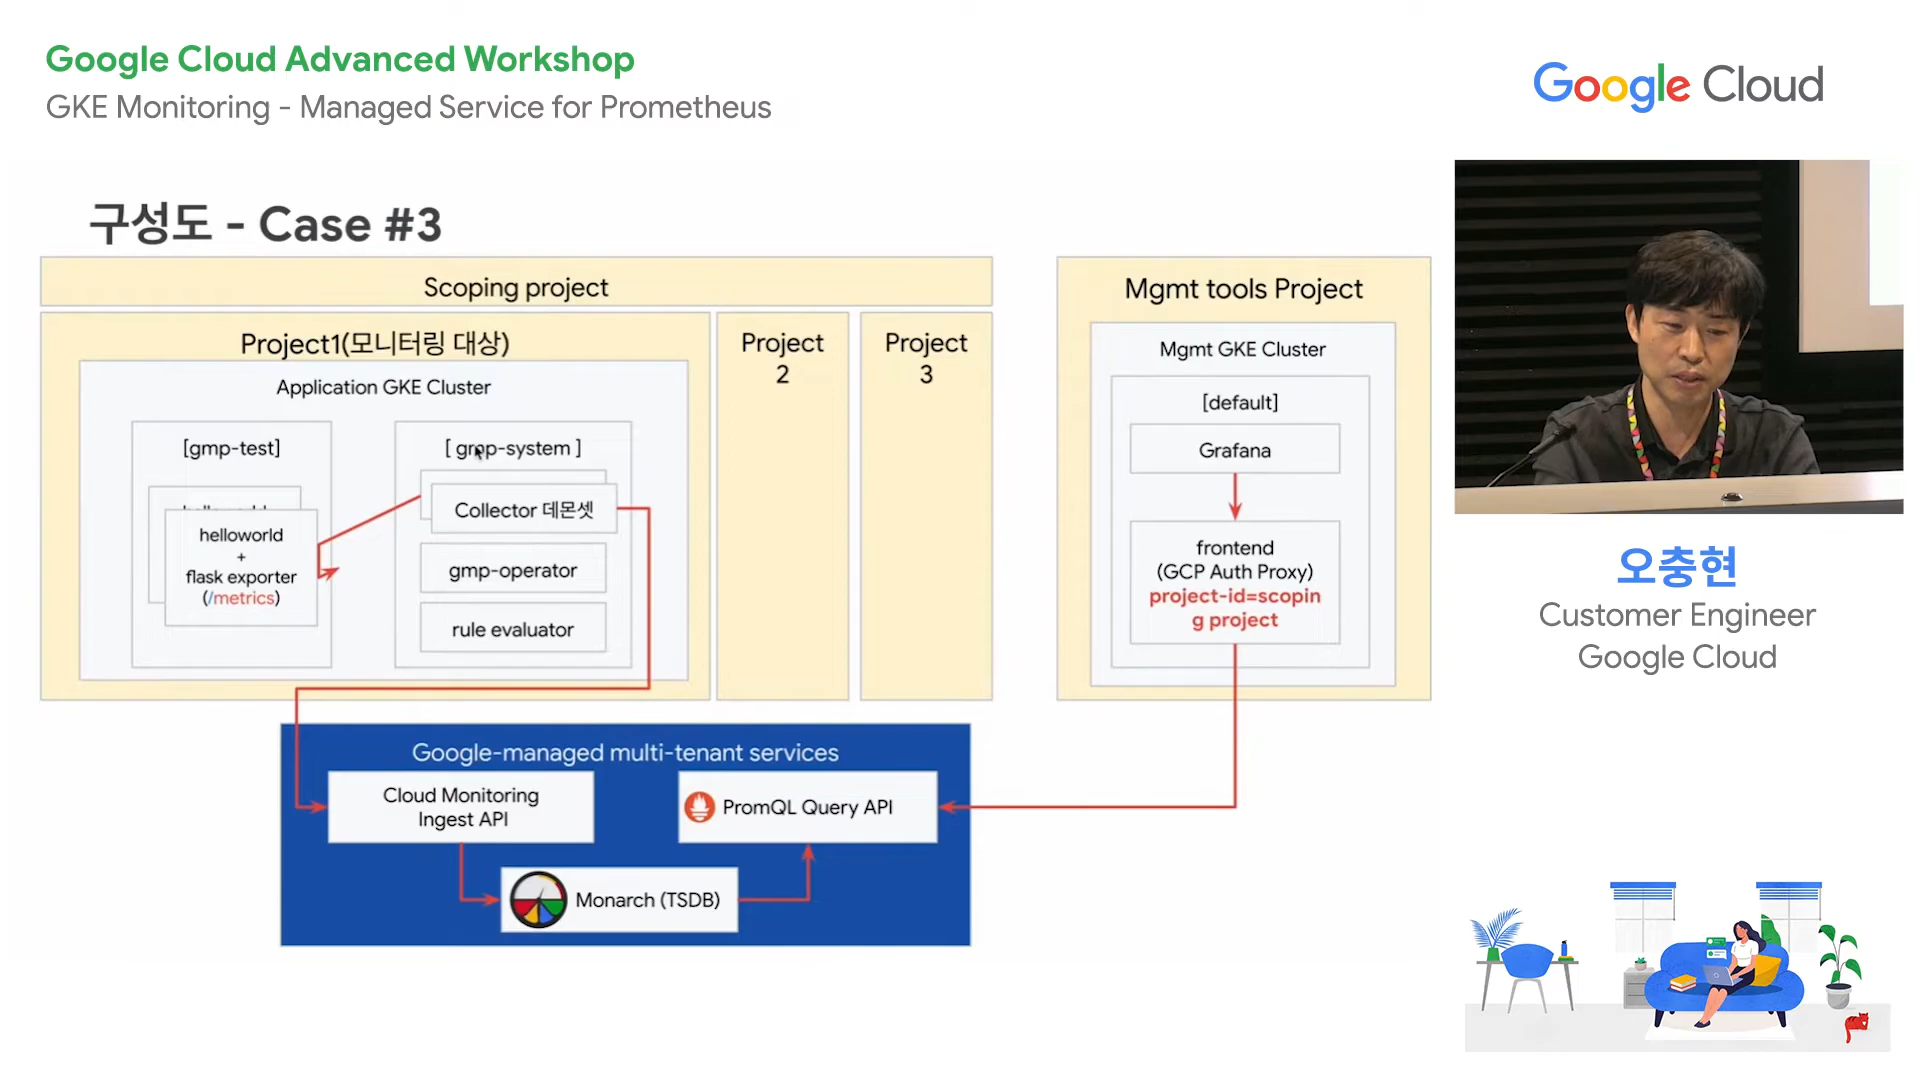 Google Cloud Advanced Workshop
GKE Monitoring - Managed Service for Prometheus
Google Cloud
구성도 - Case #3
Scoping project
Project1(모니터링 대상)
Application GKE Cluster
[gmp-test]
helloworld
+
flask exporter
(/metrics)
[ gmp-system ]
Collector 데몬셋
gmp-operator
rule evaluator
Project
2
Project
3
Mgmt tools Project
Mgmt GKE Cluster
[default]
Grafana
frontend
(GCP Auth Proxy)
project-id=scopin
g project
Google-managed multi-tenant services
Cloud Monitoring
Ingest API
PromQL Query API
Monarch (TSDB)
오충현
Customer Engineer
Google Cloud